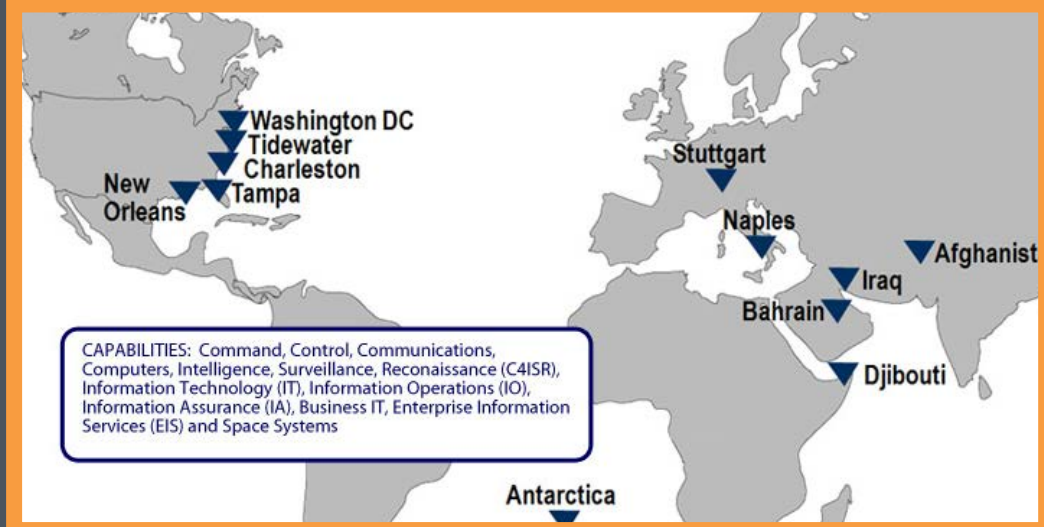 Washington DC
Tidewater
Charleston
New
Orleans
Tampa
Stuttgart
Naples
Afghanist
Iraq
Bahrain
Djibouti
CAPABILITIES: Command, Control, Communications,
Computers, Intelligence, Surveillance, Reconaissance (C4ISR),
Information Technology (IT), Information Operations (IO),
Information Assurance (IA), Business IT, Enterprise Information
Services (EIS) and Space Systems
Antarctica